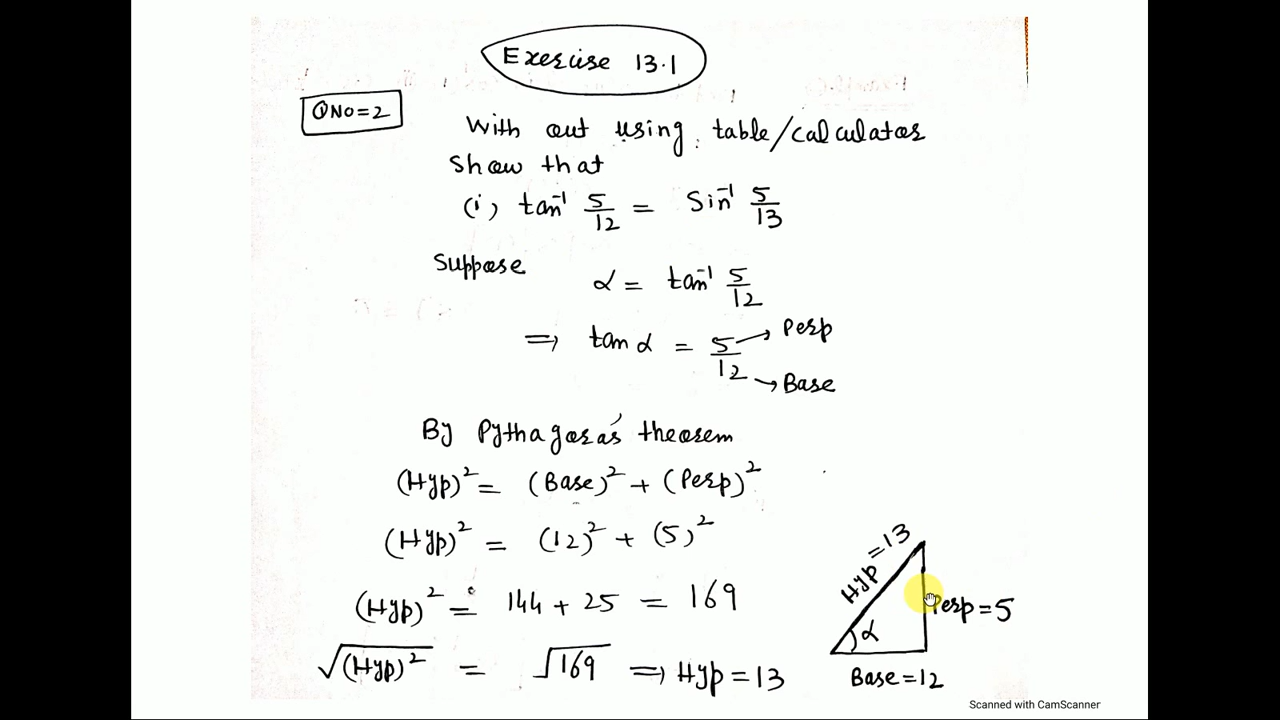 Exercise 13.1
QNO=2
With out using table/calculator
Show that
(i) tan⁻¹ 5/12 = Sin⁻¹ 5/13
Suppose α = tan⁻¹ 5/12
⟹ tan α = 5/12 → Perp
→ Base
By Pythagoras' theorem
(Hyp)² = (Base)² + (Perp)²
(Hyp)² = (12)² + (5)²
(Hyp)² = 144 + 25 = 169
√(Hyp)² = √169 ⟹ Hyp = 13
Hyp = 13
α
Perp = 5
Base = 12
Scanned with CamScanner